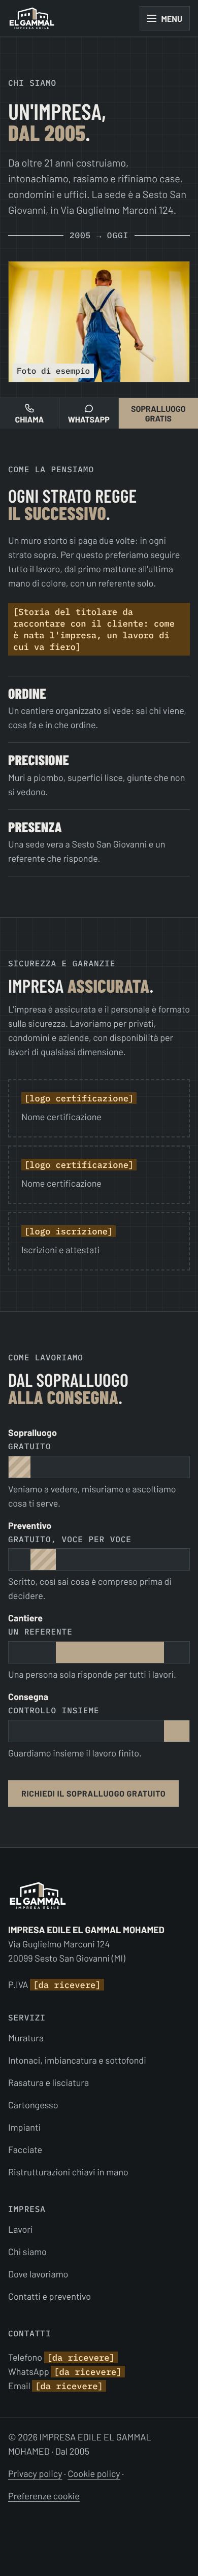 EL GAMMAL
IMPRESA EDILE
MENU
CHI SIAMO
UN'IMPRESA,
DAL 2005.
Da oltre 21 anni costruiamo,
intonachiamo, rasiamo e rifiniamo case,
condomini e uffici. La sede è a Sesto San
Giovanni, in Via Guglielmo Marconi 124.
2005 → OGGI
Foto di esempio
CHIAMA
WHATSAPP
SOPRALLUOGO
GRATIS
COME LA PENSIAMO
OGNI STRATO REGGE
IL SUCCESSIVO.
Un muro storto si paga due volte: in ogni
strato sopra. Per questo preferiamo seguire
tutto il lavoro, dal primo mattone all'ultima
mano di colore, con un referente solo.
[Storia del titolare da
raccontare con il cliente: come
è nata l'impresa, un lavoro di
cui va fiero]
ORDINE
Un cantiere organizzato si vede: sai chi viene,
cosa fa e in che ordine.
PRECISIONE
Muri a piombo, superfici lisce, giunte che non
si vedono.
PRESENZA
Una sede vera a Sesto San Giovanni e un
referente che risponde.
SICUREZZA E GARANZIE
IMPRESA ASSICURATA.
L'impresa è assicurata e il personale è formato
sulla sicurezza. Lavoriamo per privati,
condomini e aziende, con disponibilità per
lavori di qualsiasi dimensione.
[logo certificazione]
Nome certificazione
[logo certificazione]
Nome certificazione
[logo iscrizione]
Iscrizioni e attestati
COME LAVORIAMO
DAL SOPRALLUOGO
ALLA CONSEGNA.
Sopralluogo
GRATUITO
Veniamo a vedere, misuriamo e ascoltiamo
cosa ti serve.
Preventivo
GRATUITO, VOCE PER VOCE
Scritto, così sai cosa è compreso prima di
decidere.
Cantiere
UN REFERENTE
Una persona sola risponde per tutti i lavori.
Consegna
CONTROLLO INSIEME
Guardiamo insieme il lavoro finito.
RICHIEDI IL SOPRALLUOGO GRATUITO
EL GAMMAL
IMPRESA EDILE
IMPRESA EDILE EL GAMMAL MOHAMED
Via Guglielmo Marconi 124
20099 Sesto San Giovanni (MI)
P.IVA [da ricevere]
SERVIZI
Muratura
Intonaci, imbiancatura e sottofondi
Rasatura e lisciatura
Cartongesso
Impianti
Facciate
Ristrutturazioni chiavi in mano
IMPRESA
Lavori
Chi siamo
Dove lavoriamo
Contatti e preventivo
CONTATTI
Telefono [da ricevere]
WhatsApp [da ricevere]
Email [da ricevere]
© 2026 IMPRESA EDILE EL GAMMAL
MOHAMED · Dal 2005
Privacy policy · Cookie policy ·
Preferenze cookie